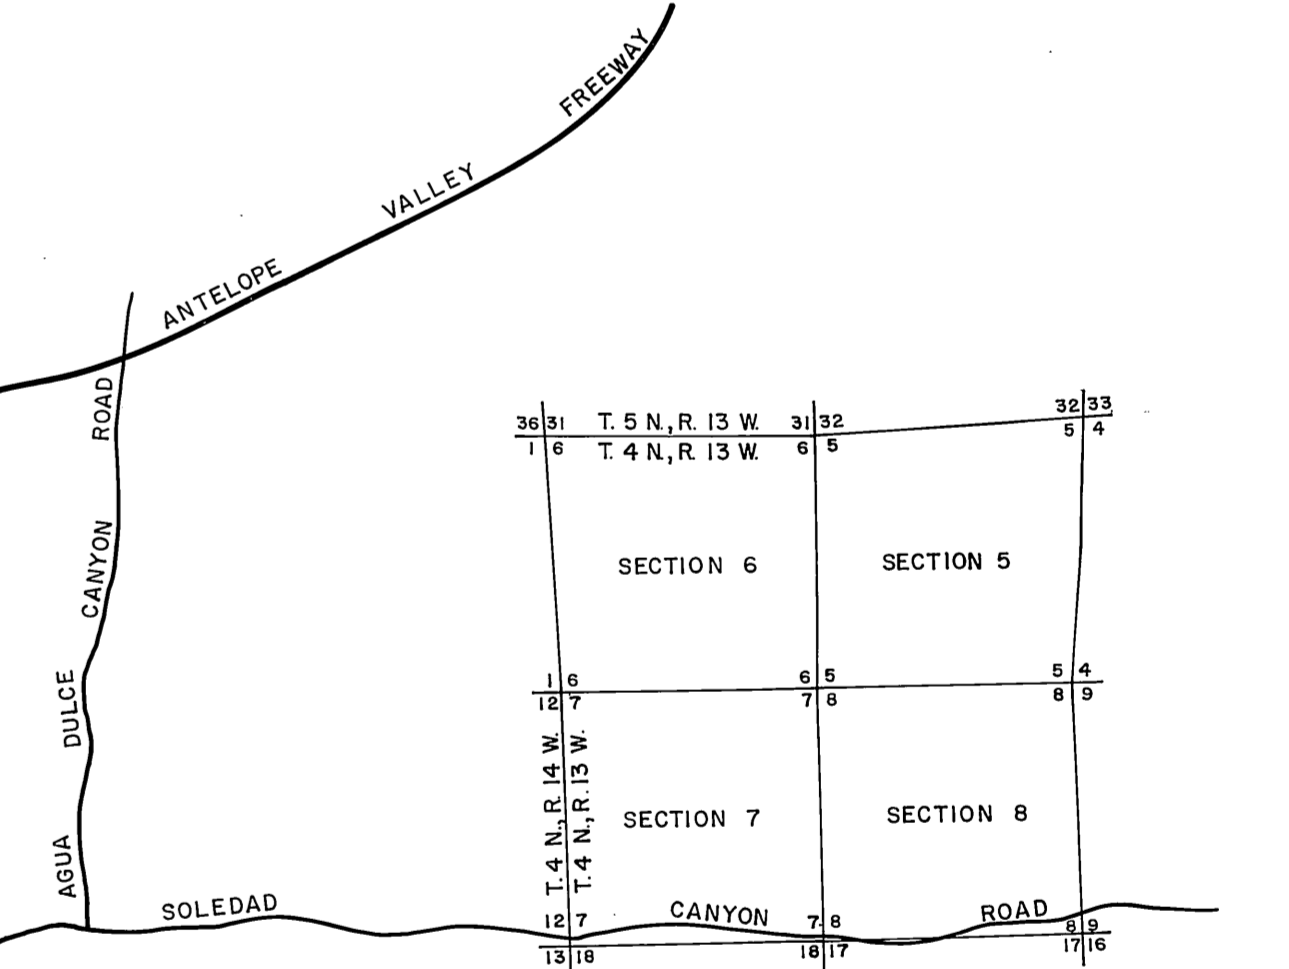 ANTELOPE VALLEY FREEWAY
AGUA DULCE CANYON ROAD
36 31 T. 5 N., R. 13 W. 31 32 32 33
1 6 T. 4 N., R. 13 W. 6 5 5 4
SECTION 6 SECTION 5
1 6 6 5 5 4
12 7 7 8 8 9
T. 4 N., R. 14 W.
T. 4 N., R. 13 W.
SECTION 7 SECTION 8
SOLEDAD CANYON ROAD
12 7 7 8 8 9
13 18 18 17 17 16